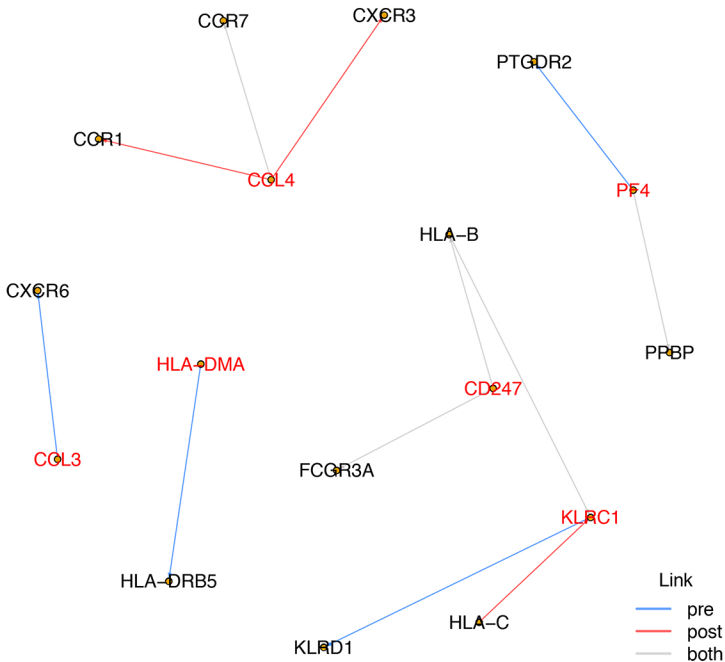 CXCR3
CCR7
PTGDR2
CCR1
CCL4
PF4
HLA-B
CXCR6
PPBP
HLA-DMA
CD247
CCL3
FCGR3A
KLRC1
HLA-DRB5
Link
pre
HLA-C
post
KLRD1
both